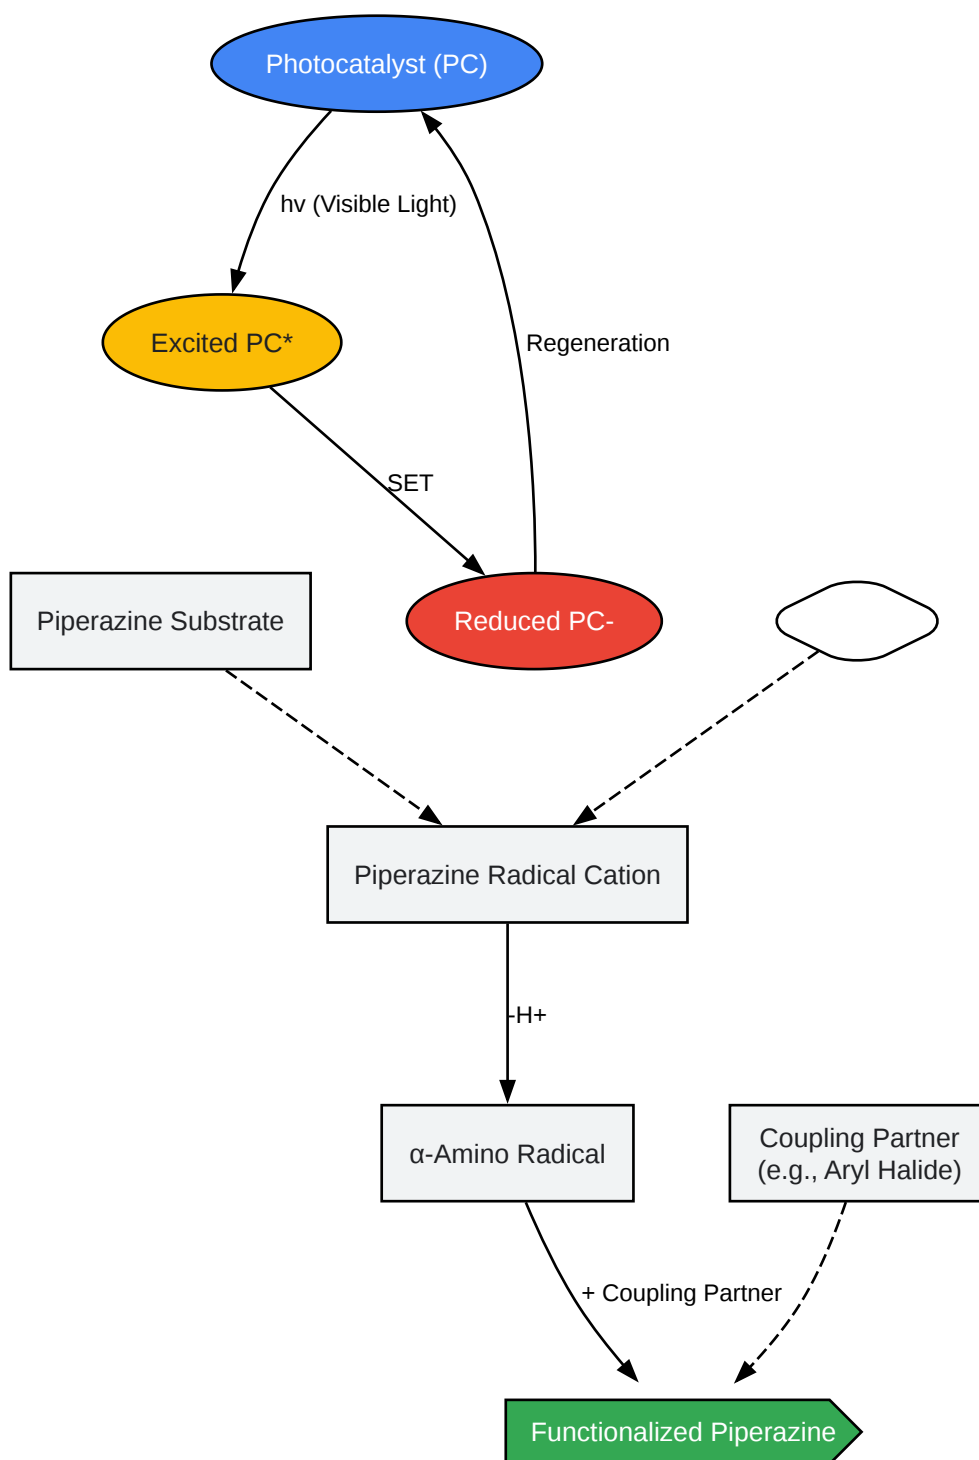 Photocatalyst (PC)
hv (Visible Light)
Excited PC*
Regeneration
SET
Piperazine Substrate
Reduced PC-
Piperazine Radical Cation
-H+
α-Amino Radical
Coupling Partner
(e.g., Aryl Halide)
+ Coupling Partner
Functionalized Piperazine